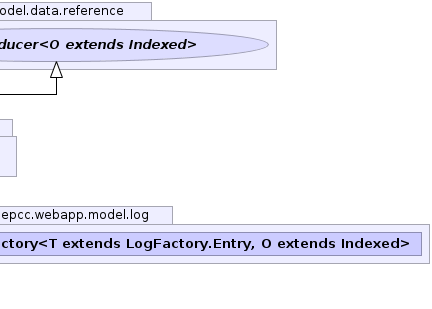 odel.data.reference
ducer<O extends Indexed>
epcc.webapp.model.log
ctory<T extends LogFactory.Entry, O extends Indexed>